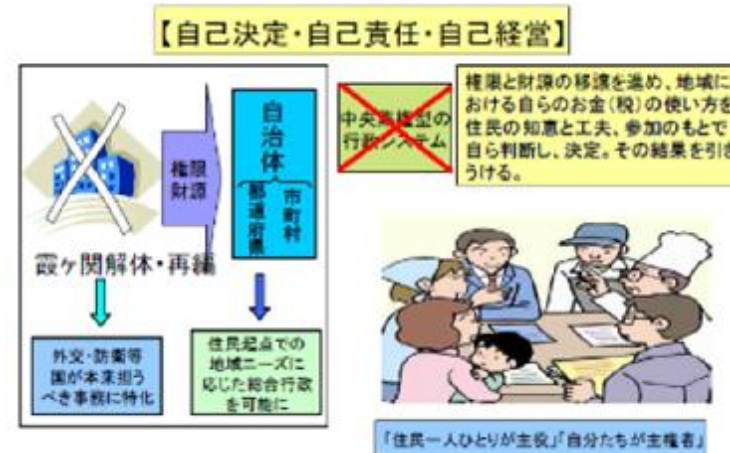 【自己決定・自己責任・自己経営】
権限
財源
自治体
都道府県
市町村
霞ヶ関解体・再編
外交・防衛等
国が本来担う
べき事務に特化
住民起点での
地域ニーズに
応じた総合行政
を可能に
中央集権型の
行政システム
権限と財源の移譲を進め、地域に
おける自らのお金(税)の使い方を
住民の知恵と工夫、参加のもとで
自ら判断し、決定。その結果を引き
うける。
「住民一人ひとりが主役」「自分たちが主権者」